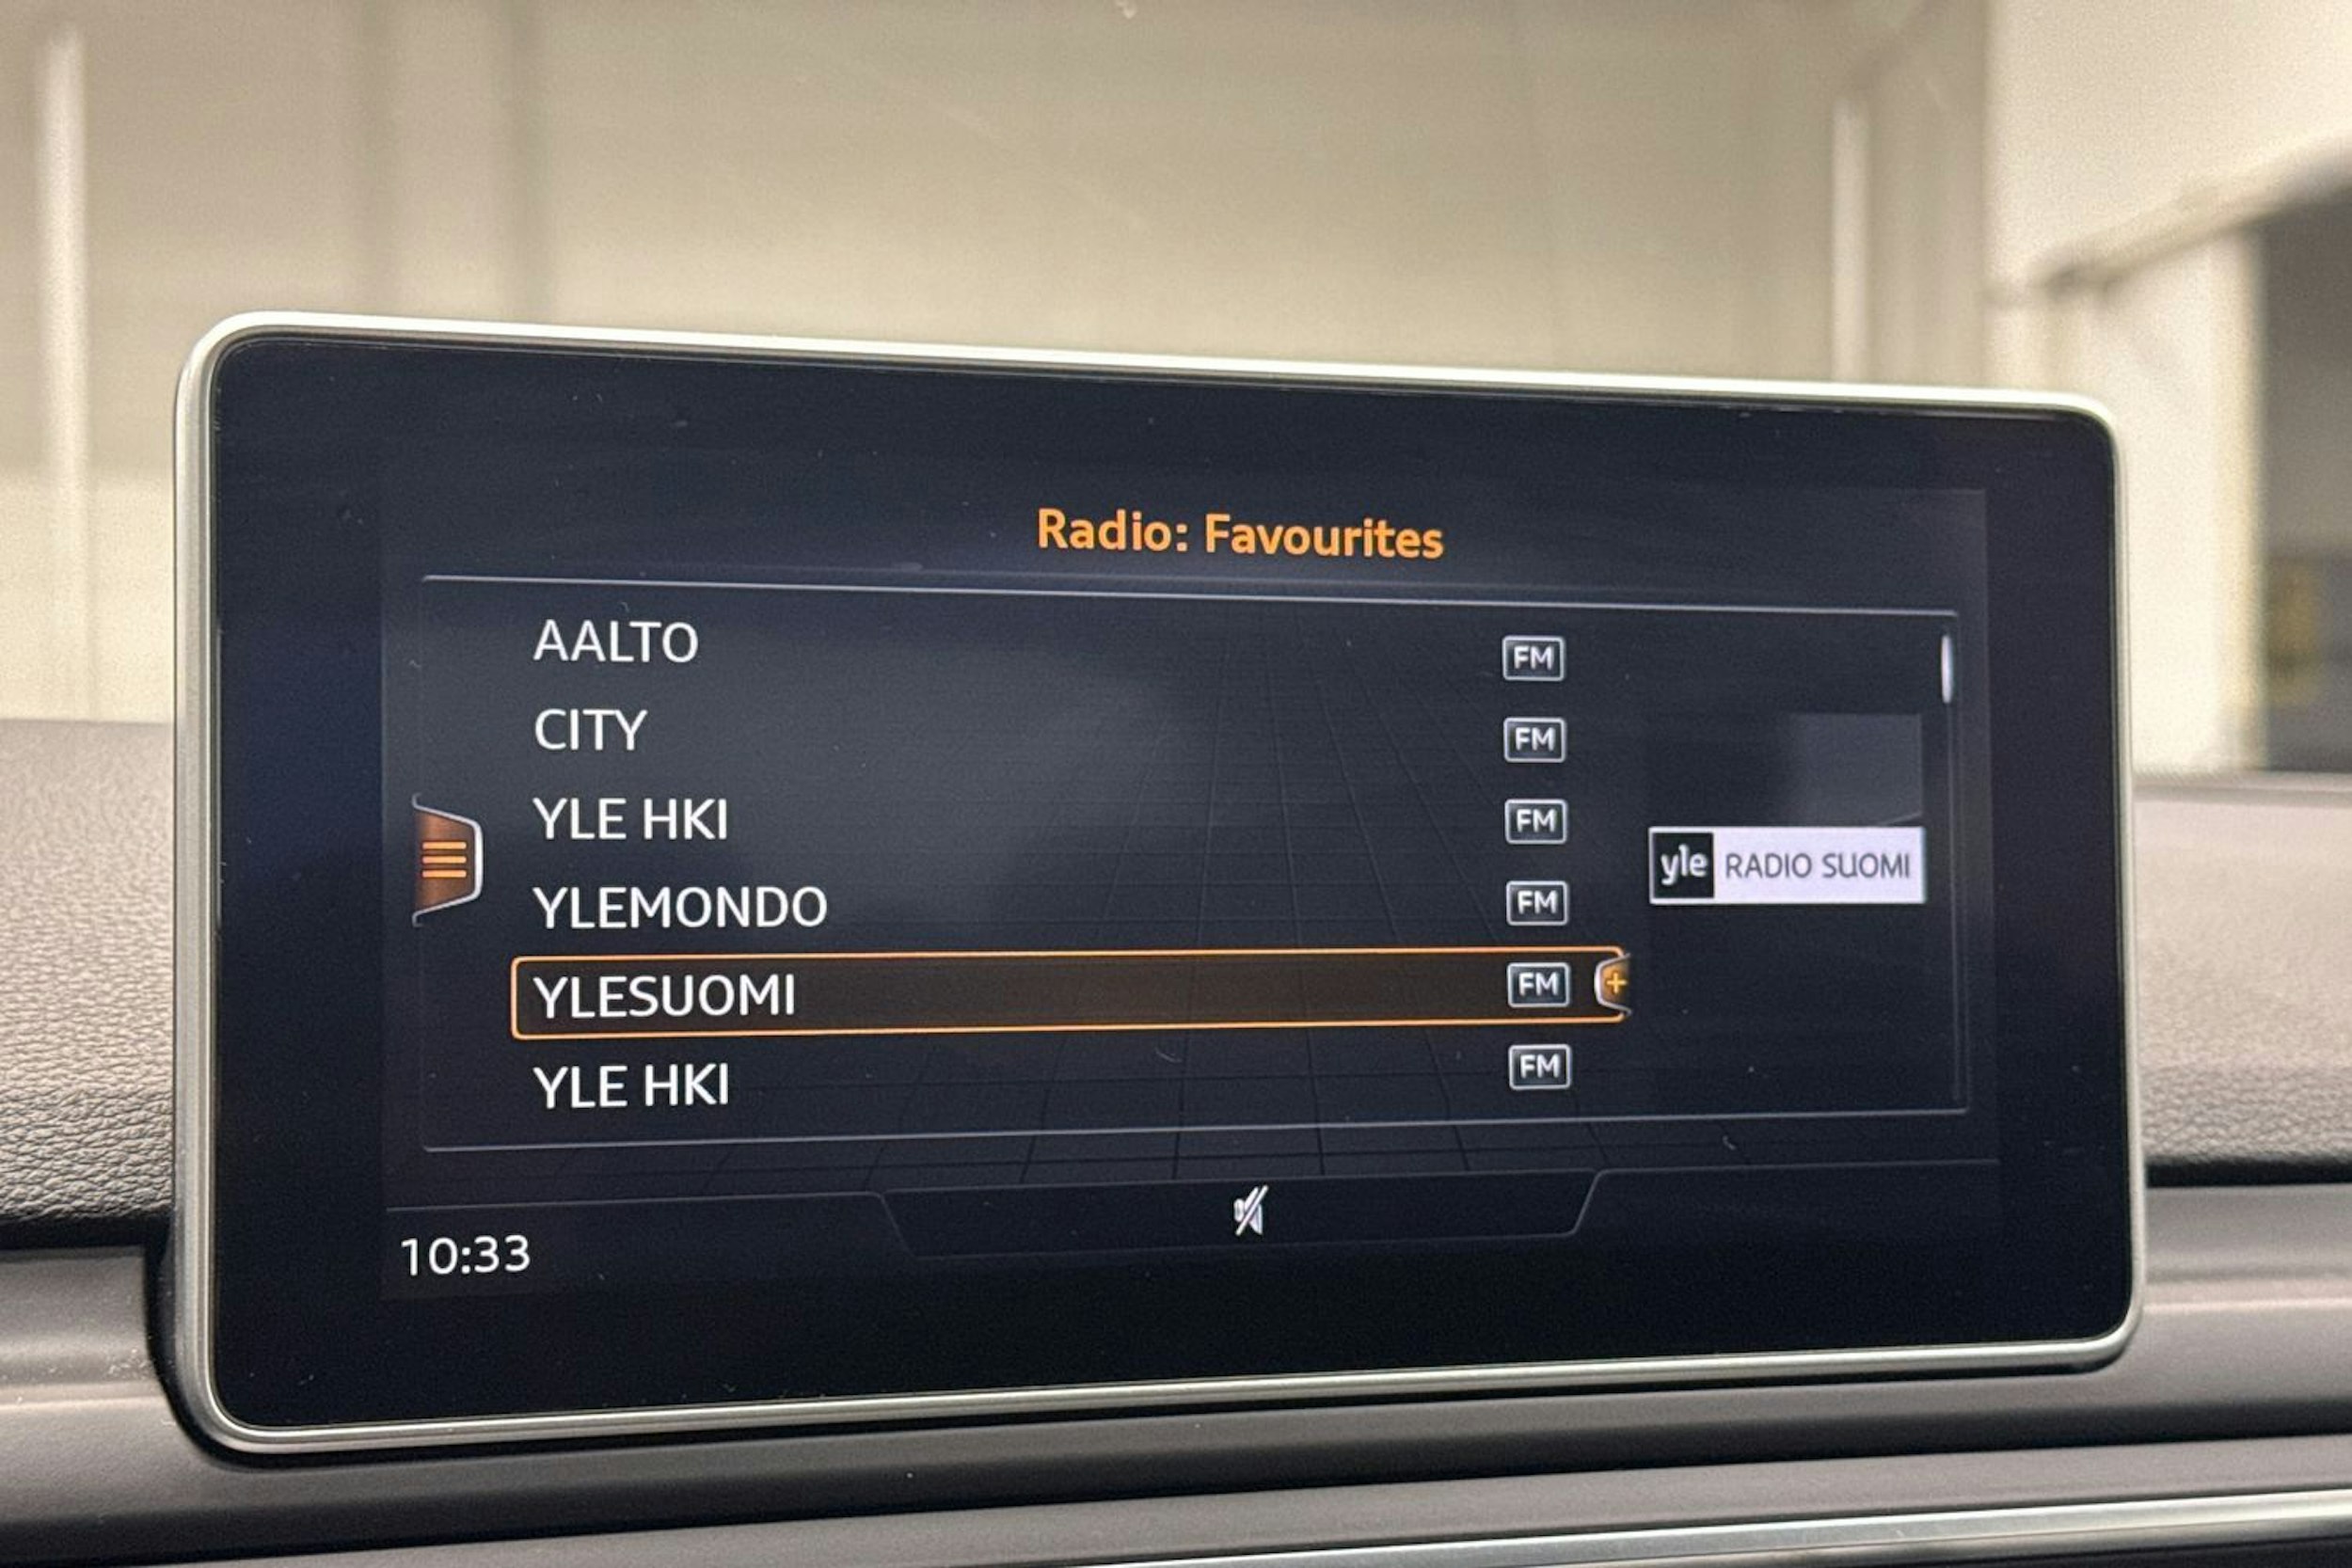 Radio: Favourites
AALTO FM
CITY FM
YLE HKI FM
YLEMONDO FM
yle RADIO SUOMI
YLESUOMI FM +
YLE HKI FM
10:33